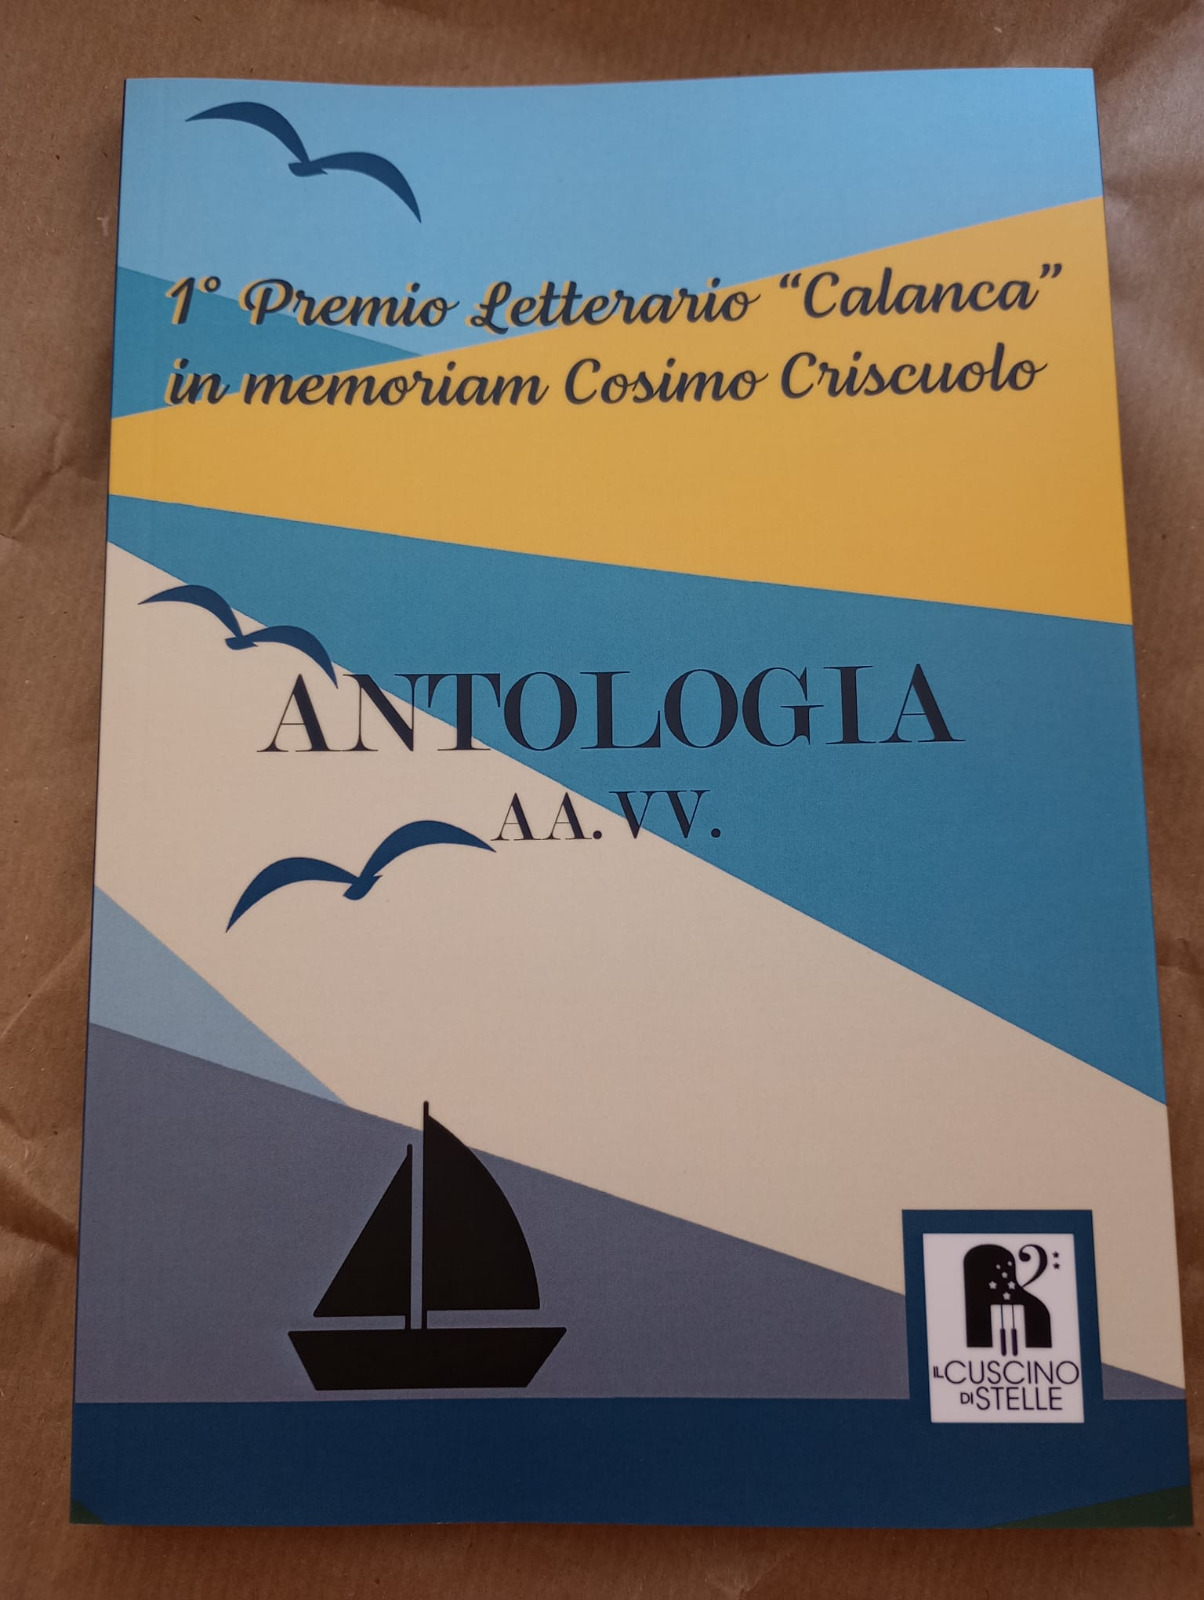 1° Premio Letterario “Calanca”
in memoriam Cosimo Criscuolo
ANTOLOGIA
AA. VV.
IL CUSCINO
DI STELLE